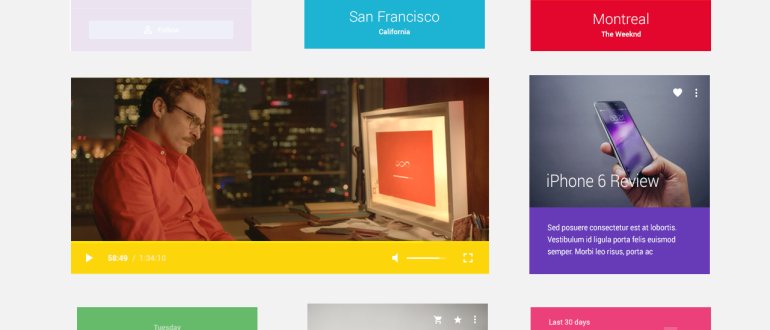 Follow
San Francisco
California
Montreal
The Weeknd
58:49 / 1:34:10
iPhone 6 Review
Sed posuere consectetur est at lobortis.
Vestibulum id ligula porta felis euismod
semper. Morbi leo risus, porta ac
Tuesday
Last 30 days